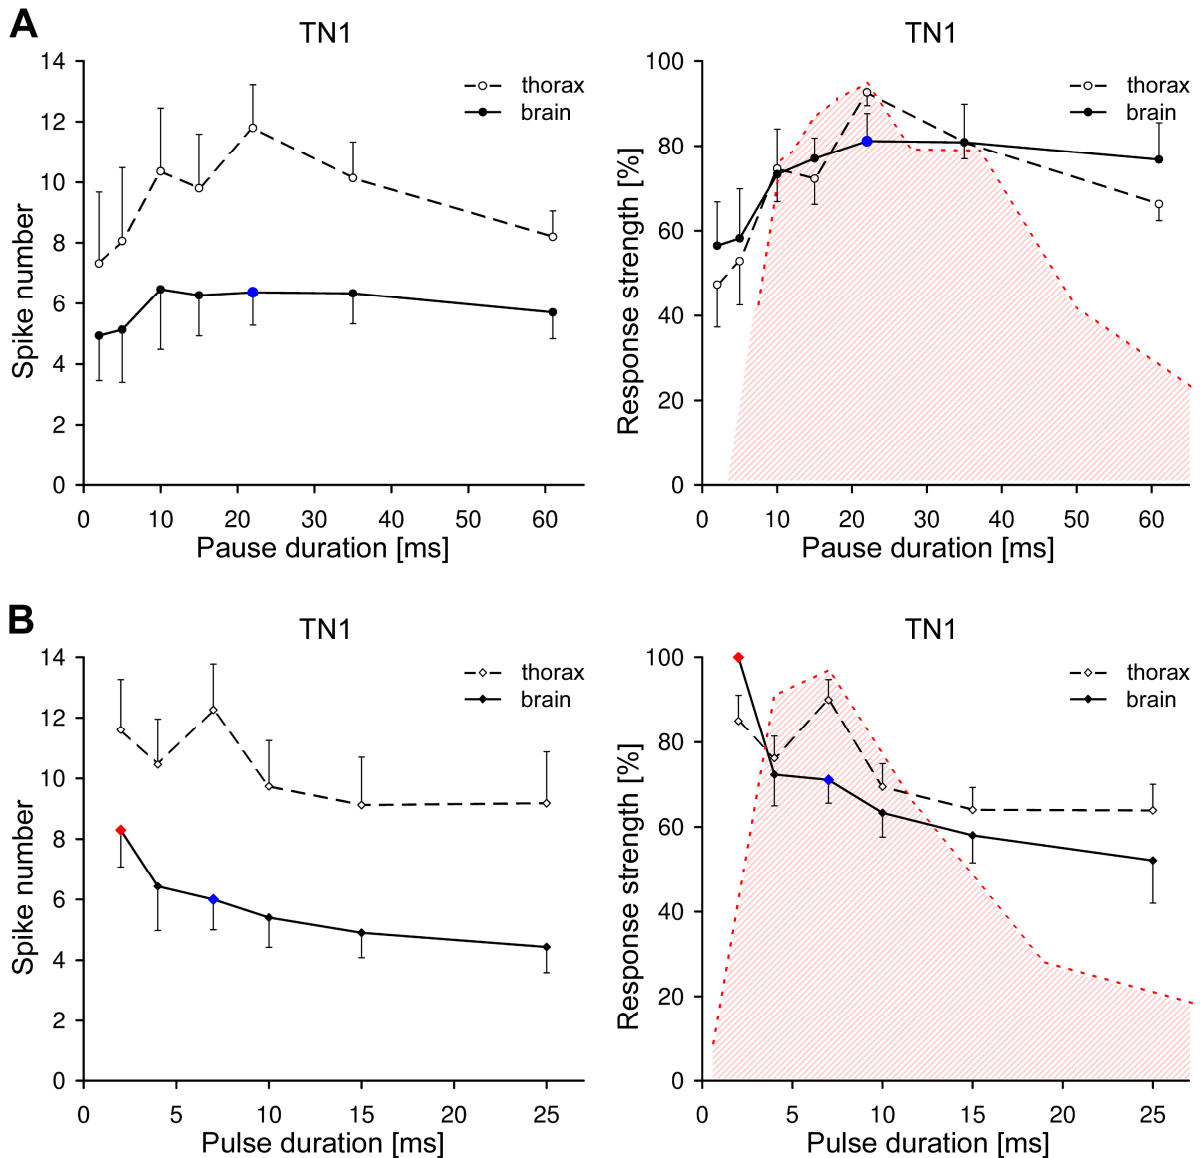 A
TN1
14
12
10
8
6
4
2
0
Spike number
thorax
brain
0 10 20 30 40 50 60
Pause duration [ms]
TN1
100
80
60
40
20
0
Response strength [%]
thorax
brain
0 10 20 30 40 50 60
Pause duration [ms]
B
TN1
14
12
10
8
6
4
2
0
Spike number
thorax
brain
0 5 10 15 20 25
Pulse duration [ms]
TN1
100
80
60
40
20
0
Response strength [%]
thorax
brain
0 5 10 15 20 25
Pulse duration [ms]